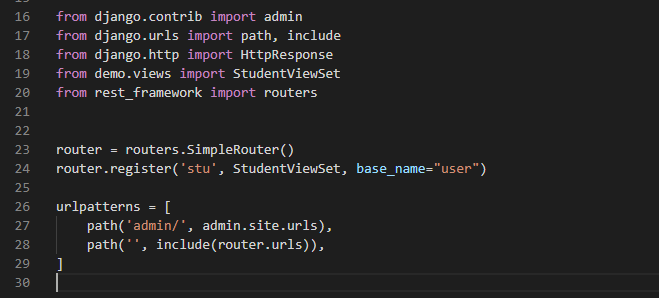 16 from django.contrib import admin
17 from django.urls import path, include
18 from django.http import HttpResponse
19 from demo.views import StudentViewSet
20 from rest_framework import routers
21
22
23 router = routers.SimpleRouter()
24 router.register('stu', StudentViewSet, base_name="user")
25
26 urlpatterns = [
27     path('admin/', admin.site.urls),
28     path('', include(router.urls)),
29 ]
30